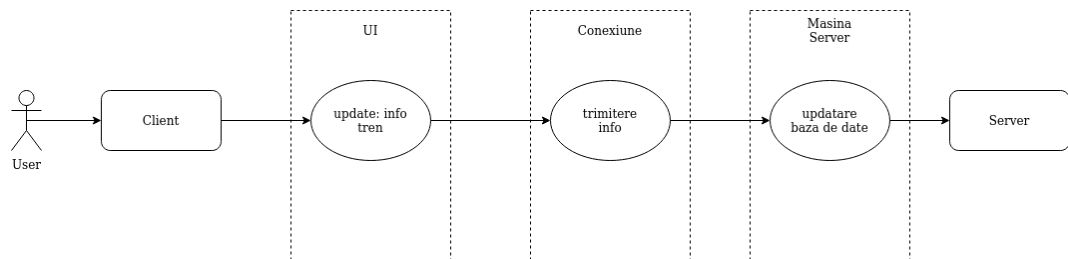 UI
Conexiune
Masina
Server
User
Client
update: info
tren
trimitere
info
updatare
baza de date
Server